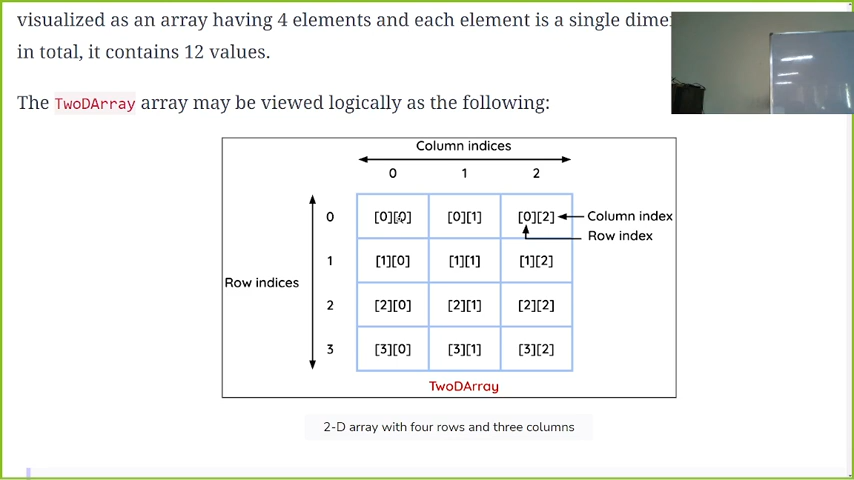 visualized as an array having 4 elements and each element is a single
in total, it contains 12 values.
The TwoDArray array may be viewed logically as the following:
Column indices
0 1 2
0 [0][0] [0][1] [0][2] Column index
Row index
1 [1][0] [1][1] [1][2]
Row indices
2 [2][0] [2][1] [2][2]
3 [3][0] [3][1] [3][2]
TwoDArray
2-D array with four rows and three columns